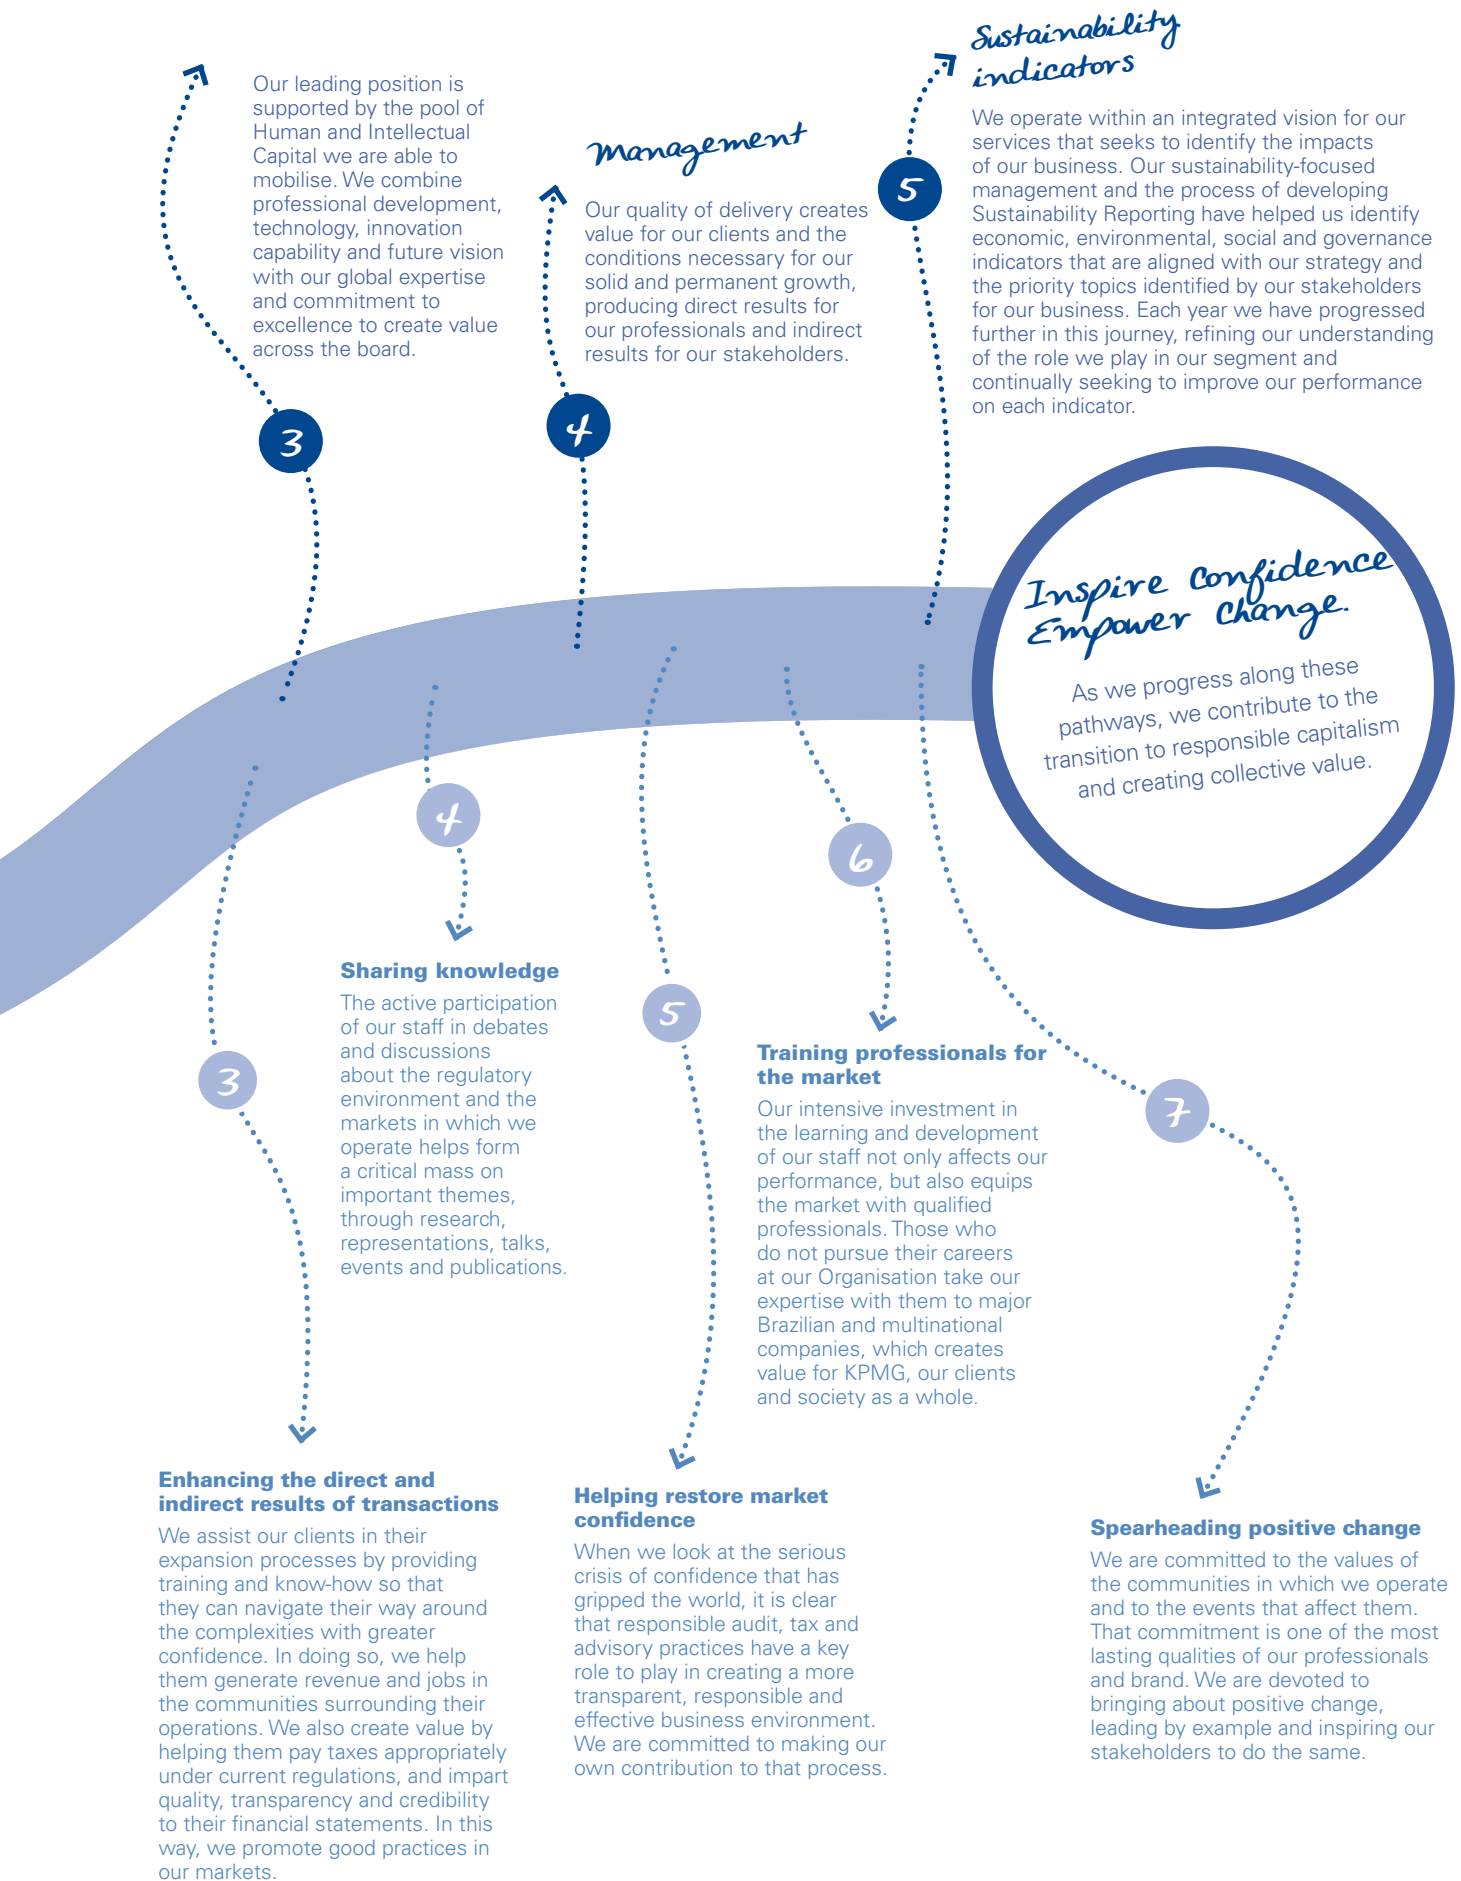 Our leading position is
supported by the pool of
Human and Intellectual
Capital we are able to
mobilise. We combine
professional development,
technology, innovation
capability and future vision
with our global expertise
and commitment to
excellence to create value
across the board.
3
Management
Our quality of delivery creates
value for our clients and the
conditions necessary for our
solid and permanent growth,
producing direct results for
our professionals and indirect
results for our stakeholders.
4
Sustainability
indicators
We operate within an integrated vision for our
services that seeks to identify the impacts
of our business. Our sustainability-focused
management and the process of developing
Sustainability Reporting have helped us identify
economic, environmental, social and governance
indicators that are aligned with our strategy and
the priority topics identified by our stakeholders
for our business. Each year we have progressed
further in this journey, refining our understanding
of the role we play in our segment and
continually seeking to improve our performance
on each indicator.
5
Inspire Confidence
Empower Change.
As we progress along these
pathways, we contribute to the
transition to responsible capitalism
and creating collective value.
3
Enhancing the direct and
indirect results of transactions
We assist our clients in their
expansion processes by providing
training and know-how so that
they can navigate their way around
the complexities with greater
confidence. In doing so, we help
them generate revenue and jobs in
the communities surrounding their
operations. We also create value by
helping them pay taxes appropriately
under current regulations, and impart
quality, transparency and credibility
to their financial statements. In this
way, we promote good practices in
our markets.
4
Sharing knowledge
The active participation
of our staff in debates
and discussions
about the regulatory
environment and the
markets in which we
operate helps form
a critical mass on
important themes,
through research,
representations, talks,
events and publications.
5
Helping restore market
confidence
When we look at the serious
crisis of confidence that has
gripped the world, it is clear
that responsible audit, tax and
advisory practices have a key
role to play in creating a more
transparent, responsible and
effective business environment.
We are committed to making our
own contribution to that process.
6
Training professionals for
the market
Our intensive investment in
the learning and development
of our staff not only affects our
performance, but also equips
the market with qualified
professionals. Those who
do not pursue their careers
at our Organisation take our
expertise with them to major
Brazilian and multinational
companies, which creates
value for KPMG, our clients
and society as a whole.
7
Spearheading positive change
We are committed to the values of
the communities in which we operate
and to the events that affect them.
That commitment is one of the most
lasting qualities of our professionals
and brand. We are devoted to
bringing about positive change,
leading by example and inspiring our
stakeholders to do the same.